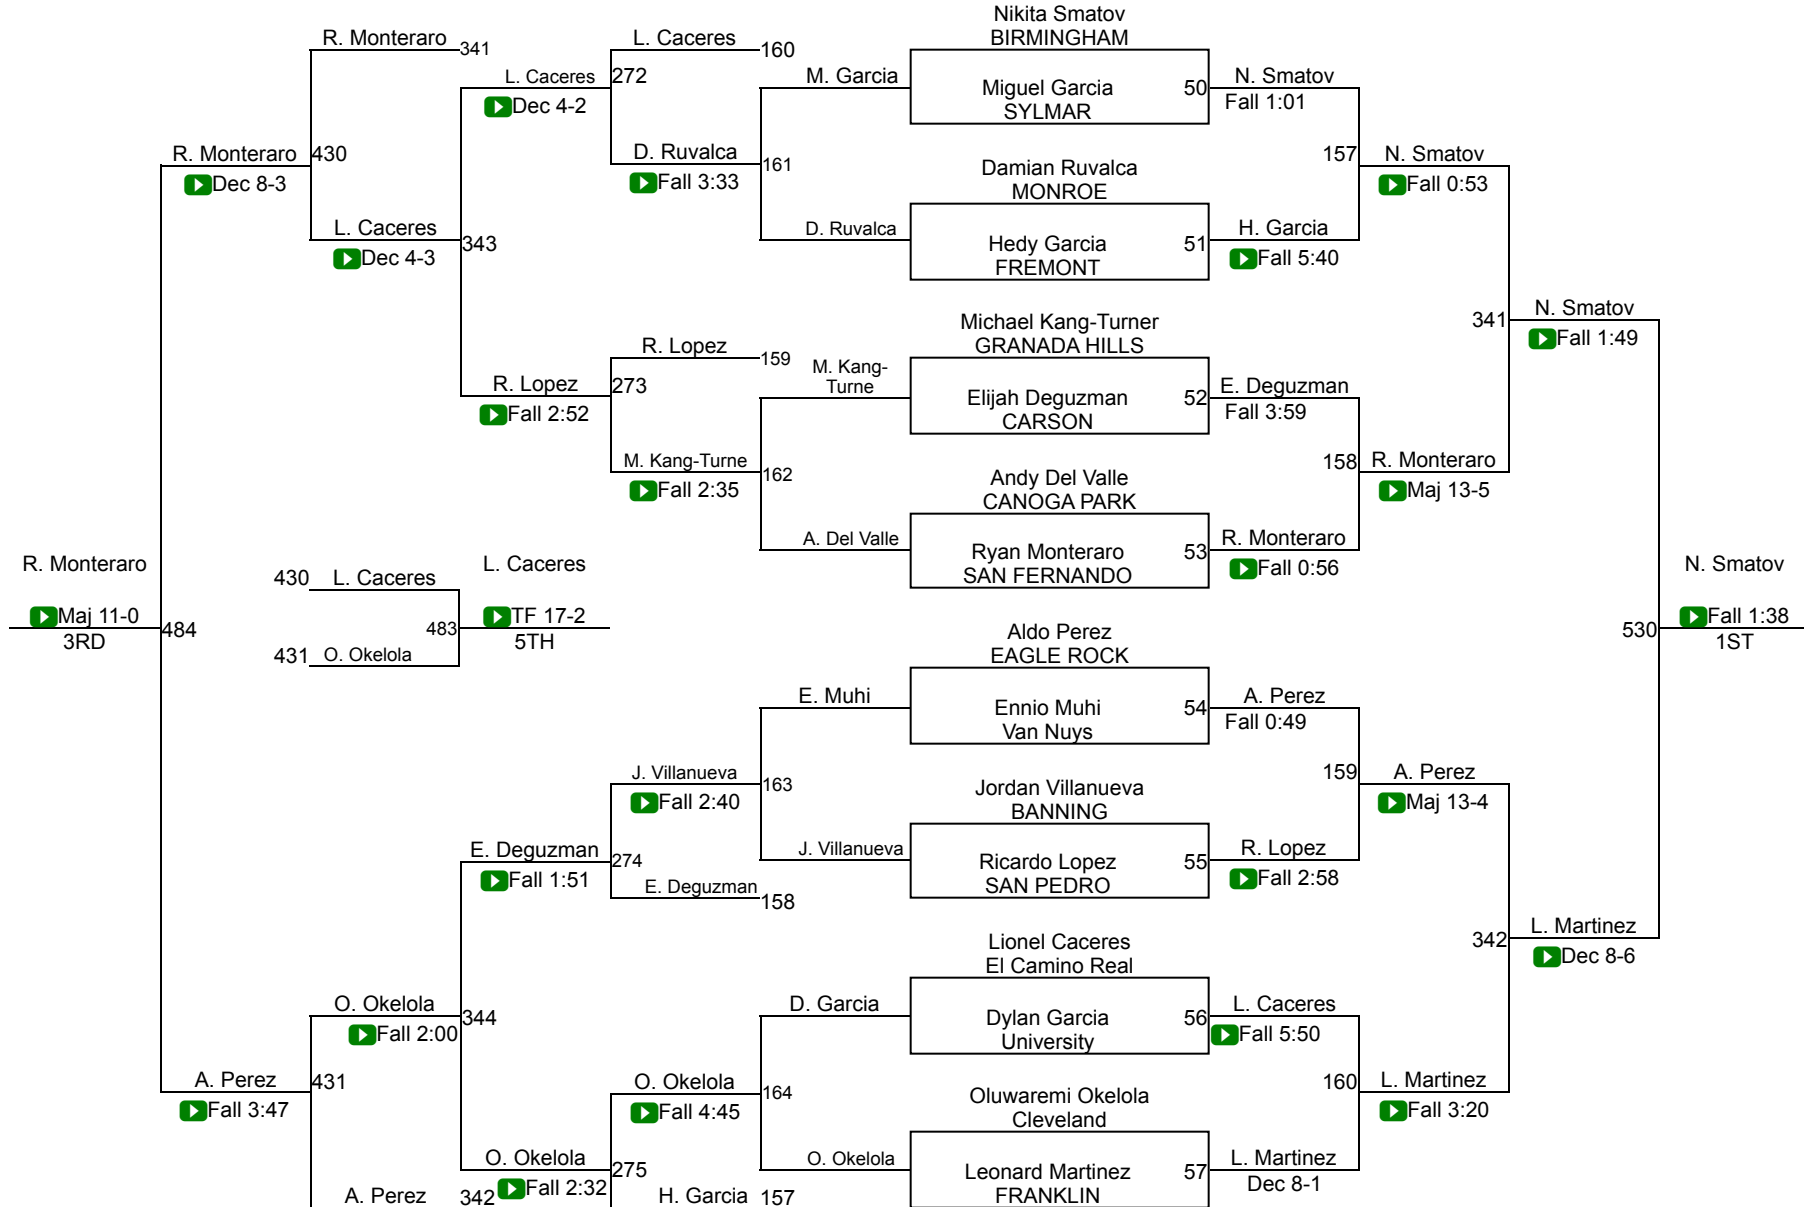 Nikita Smatov
R. Monteraro 341
L. Caceres 160
BIRMINGHAM
L. Caceres 272
M. Garcia
N. Smatov
Dec 4-2
Miguel Garcia 50
Fall 1:01
SYLMAR
R. Monteraro 430
D. Ruvalca 161
157 N. Smatov
Dec 8-3
Fall 3:33
Damian Ruvalca
Fall 0:53
MONROE
L. Caceres 343
D. Ruvalca
H. Garcia
Dec 4-3
Hedy Garcia 51
Fall 5:40
FREMONT
N. Smatov
341
Michael Kang-Turner
Fall 1:49
R. Lopez 159
GRANADA HILLS
M. Kang-
Turne
R. Lopez 273
E. Deguzman
Fall 2:52
Elijah Deguzman 52
Fall 3:59
CARSON
M. Kang-Turne 162
158 R. Monteraro
Fall 2:35
Andy Del Valle
Maj 13-5
CANOGA PARK
A. Del Valle
R. Monteraro
Ryan Monteraro 53
R. Monteraro
L. Caceres
Fall 0:56
N. Smatov
430 L. Caceres
SAN FERNANDO
Maj 11-0
484
483
TF 17-2
530
Fall 1:38
3RD
5TH
Aldo Perez
1ST
431 O. Okelola
EAGLE ROCK
E. Muhi
A. Perez
Ennio Muhi 54
Fall 0:49
Van Nuys
J. Villanueva 163
159 A. Perez
Fall 2:40
Jordan Villanueva
Maj 13-4
BANNING
E. Deguzman 274
J. Villanueva
R. Lopez
Fall 1:51
Ricardo Lopez 55
Fall 2:58
E. Deguzman 158
SAN PEDRO
L. Martinez
342
Lionel Caceres
Dec 8-6
El Camino Real
O. Okelola 344
D. Garcia
L. Caceres
Fall 2:00
Dylan Garcia 56
Fall 5:50
University
A. Perez 431
O. Okelola 164
160 L. Martinez
Fall 3:47
Fall 4:45
Oluwaremi Okelola
Fall 3:20
Cleveland
O. Okelola 275
O. Okelola
L. Martinez
Leonard Martinez 57
Dec 8-1
A. Perez 342
Fall 2:32
H. Garcia 157
FRANKLIN